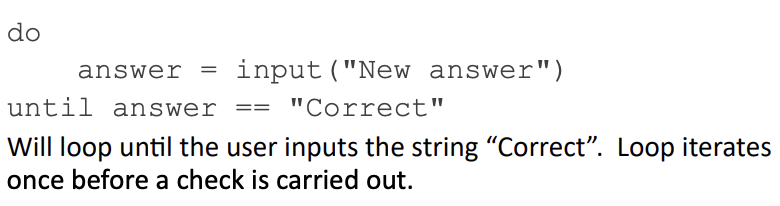 do
    answer = input("New answer")
until answer == "Correct"
Will loop until the user inputs the string “Correct”.  Loop iterates
once before a check is carried out.